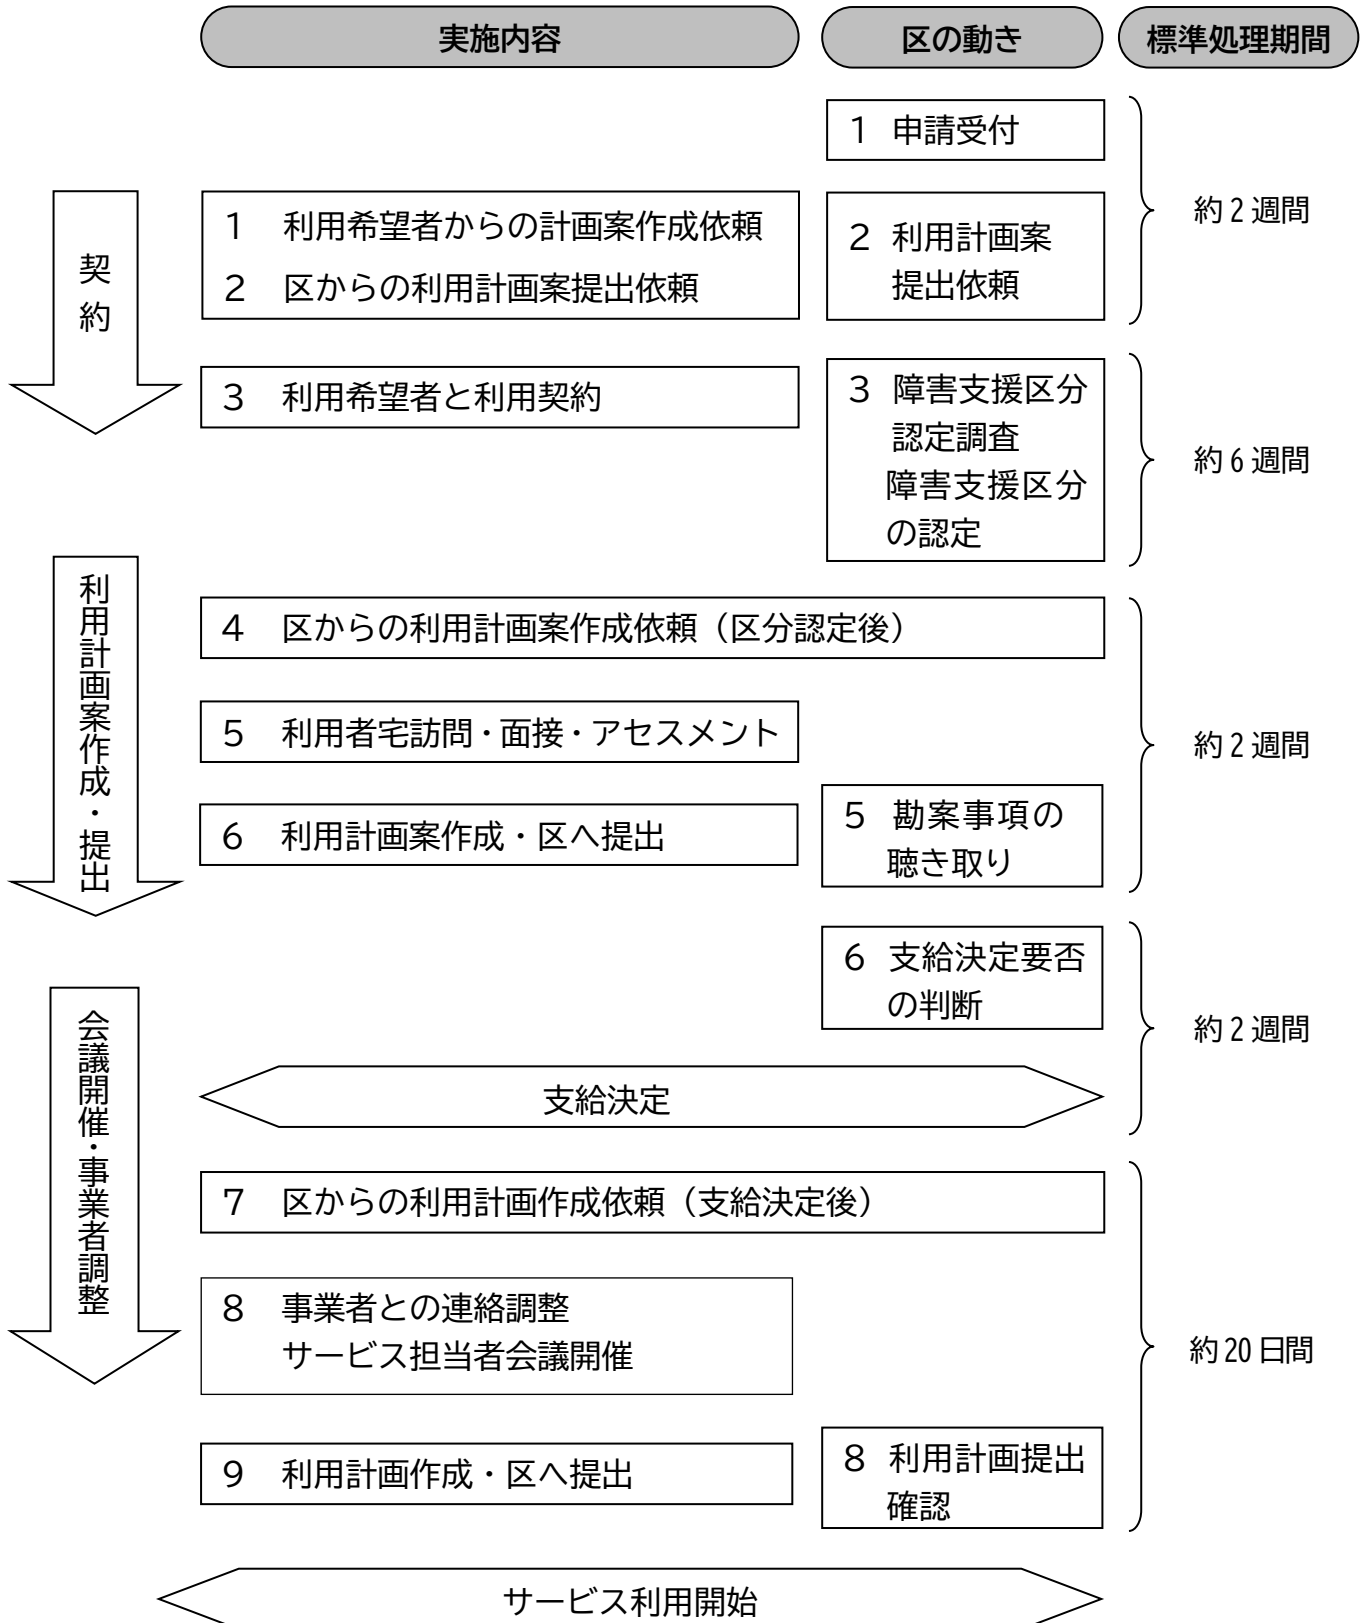 実施内容
区の動き
標準処理期間
1 申請受付
約2週間
契約
1 利用希望者からの計画案作成依頼
2 区からの利用計画案提出依頼
2 利用計画案
提出依頼
3 利用希望者と利用契約
3 障害支援区分
認定調査
障害支援区分
の認定
約6週間
利用計画案作成・提出
4 区からの利用計画案作成依頼（区分認定後）
5 利用者宅訪問・面接・アセスメント
約2週間
6 利用計画案作成・区へ提出
5 勘案事項の
聴き取り
6 支給決定要否
の判断
約2週間
会議開催・事業者調整
支給決定
7 区からの利用計画作成依頼（支給決定後）
8 事業者との連絡調整
サービス担当者会議開催
約20日間
9 利用計画作成・区へ提出
8 利用計画提出
確認
サービス利用開始